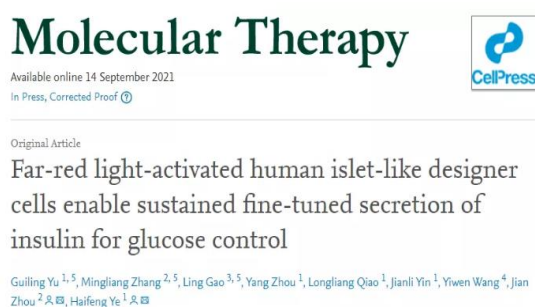 Molecular Therapy
CellPress
Available online 14 September 2021
In Press, Corrected Proof ?
Original Article
Far-red light-activated human islet-like designer
cells enable sustained fine-tuned secretion of
insulin for glucose control
Guiling Yu 1, 5, Mingliang Zhang 2, 5, Ling Gao 3, 5, Yang Zhou 1, Longliang Qiao 1, Jianli Yin 1, Yiwen Wang 4, Jian
Zhou 2, Haifeng Ye 1